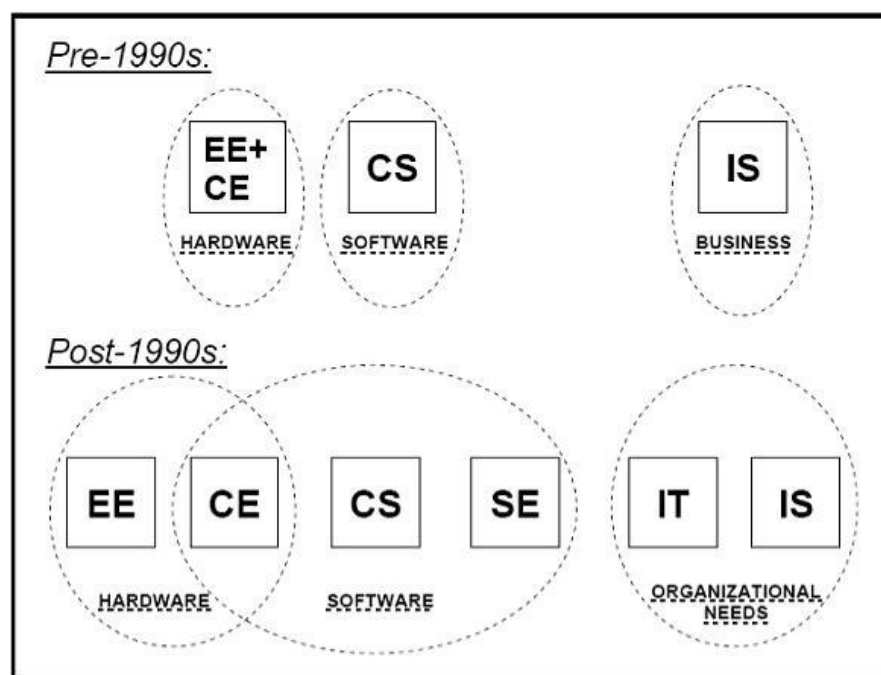 Pre-1990s:
EE+
CE
CS
IS
HARDWARE
SOFTWARE
BUSINESS
Post-1990s:
EE
CE
CS
SE
IT
IS
HARDWARE
SOFTWARE
ORGANIZATIONAL
NEEDS